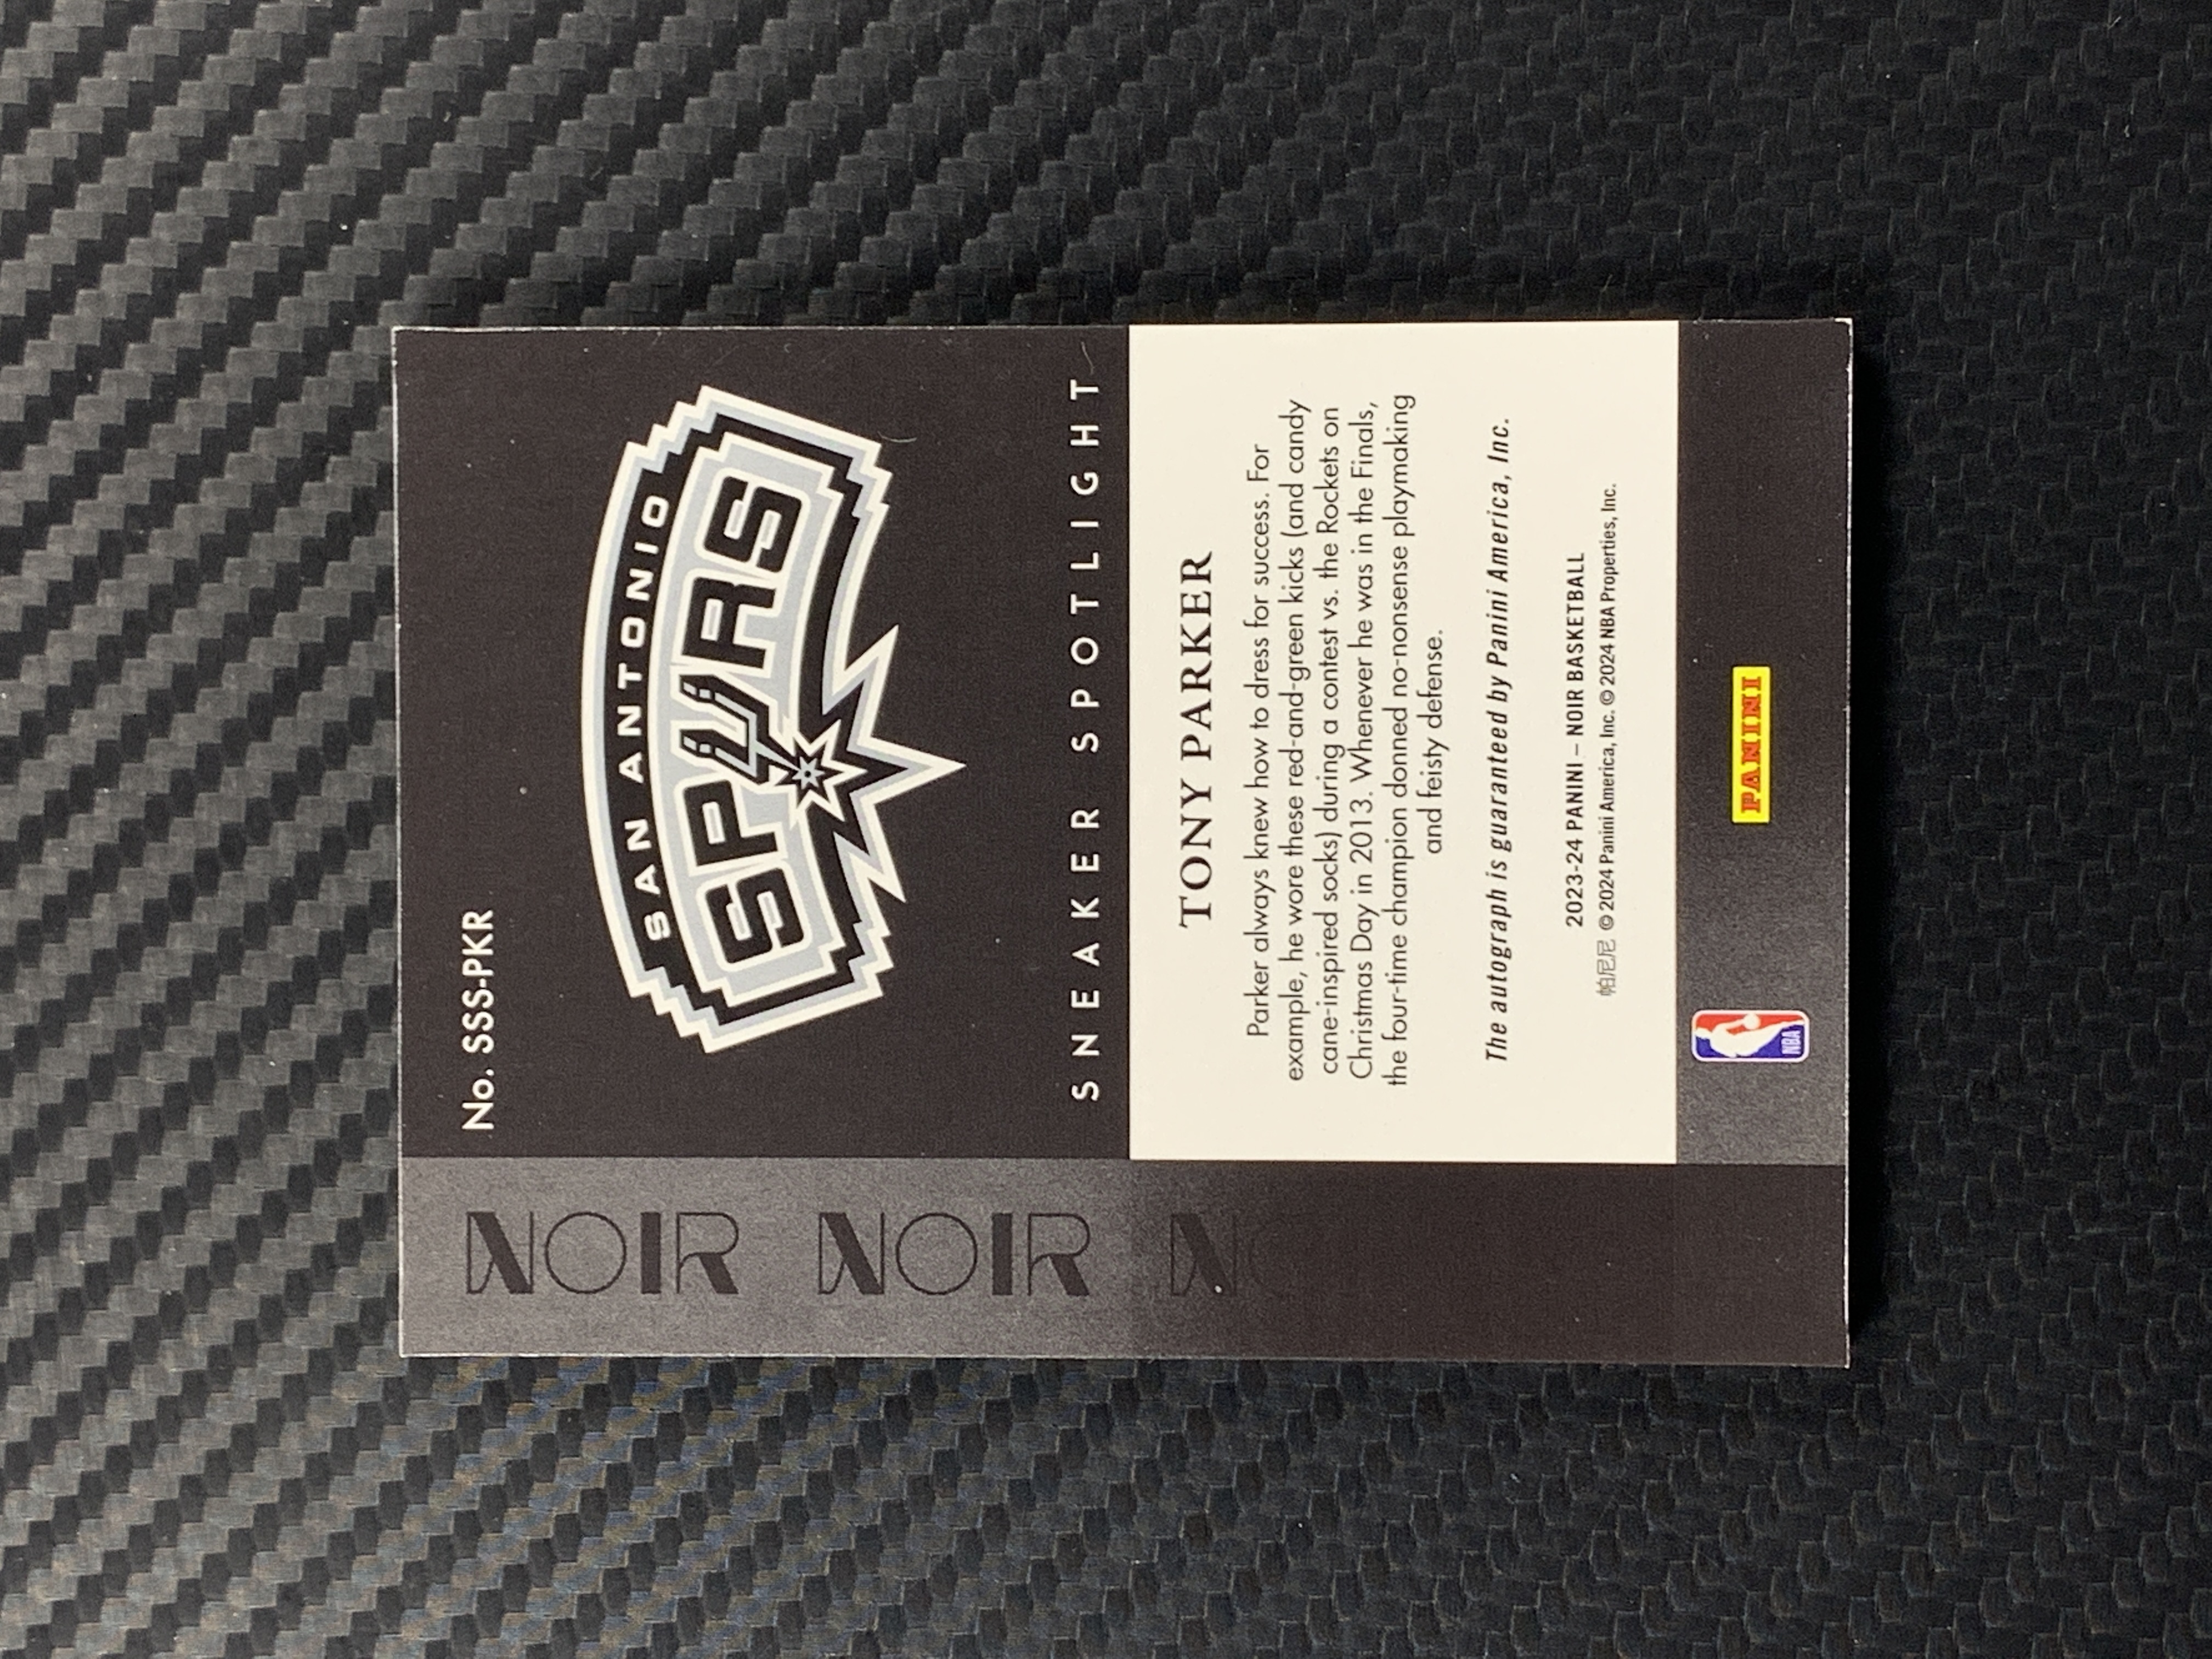 No. SSS-PKR
SAN ANTONIO
SPURS
SNEAKER SPOTLIGHT
TONY PARKER
Parker always knew how to dress for success. For
example, he wore these red-and-green kicks (and candy
cane-inspired socks) during a contest vs. the Rockets on
Christmas Day in 2013. Whenever he was in the Finals,
the four-time champion donned no-nonsense playmaking
and feisty defense.
The autograph is guaranteed by Panini America, Inc.
2023-24 PANINI – NOIR BASKETBALL
帕尼尼 © 2024 Panini America, Inc. © 2024 NBA Properties, Inc.
NBA
PANINI
NOIR NOIR NO